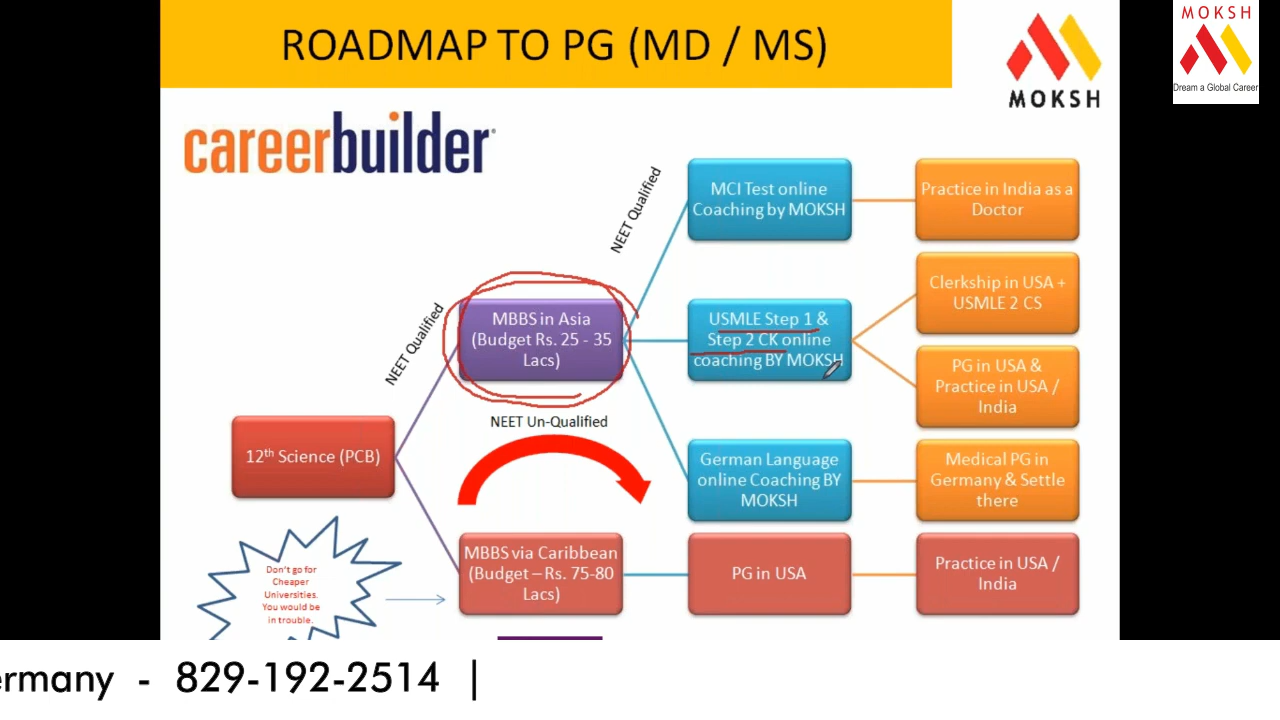 ROADMAP TO PG (MD / MS)
MOKSH
MOKSH
Dream a Global Career
careerbuilder
NEET Qualified
NEET Qualified
MCI Test online
Coaching by MOKSH
Practice in India as a
Doctor
Clerkship in USA +
USMLE 2 CS
MBBS in Asia
(Budget Rs. 25 - 35
Lacs)
USMLE Step 1 &
Step 2 CK online
coaching BY MOKSH
PG in USA &
Practice in USA /
India
NEET Un-Qualified
12th Science (PCB)
German Language
online Coaching BY
MOKSH
Medical PG in
Germany & Settle
there
Don't go for
Cheaper
Universities.
You would be
in trouble.
MBBS via Caribbean
(Budget – Rs. 75-80
Lacs)
PG in USA
Practice in USA /
India
ermany - 829-192-2514 |